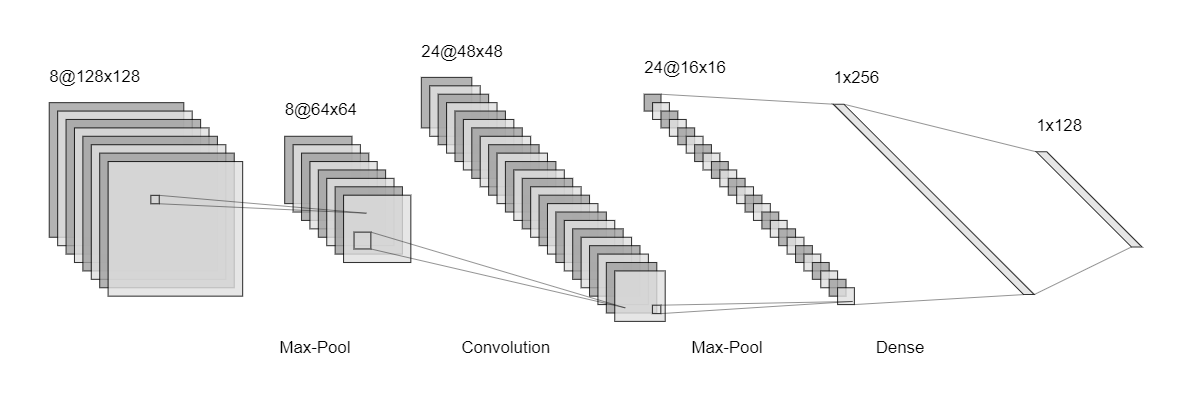 8@128x128
8@64x64
24@48x48
24@16x16
1x256
1x128
Max-Pool
Convolution
Max-Pool
Dense